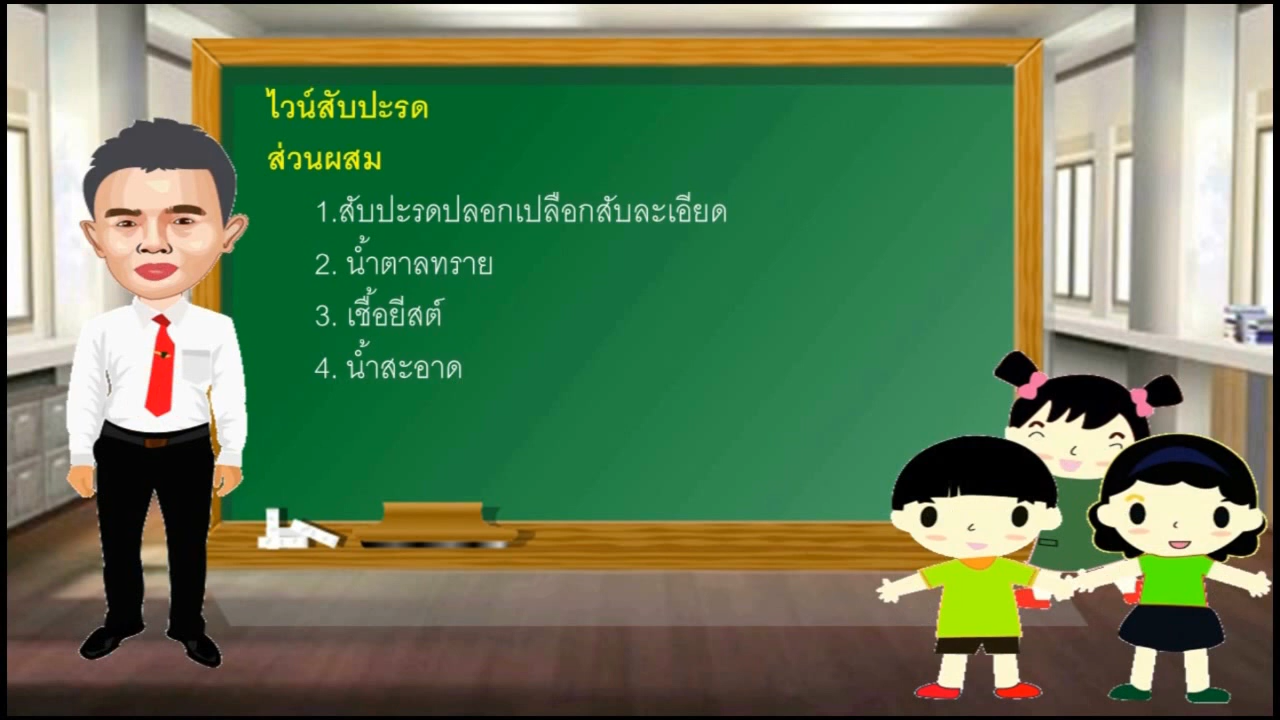 ไวน์สับปะรด
ส่วนผสม
1.สับปะรดปลอกเปลือกสับละเอียด
2. น้ำตาลทราย
3. เชื้อยีสต์
4. น้ำสะอาด